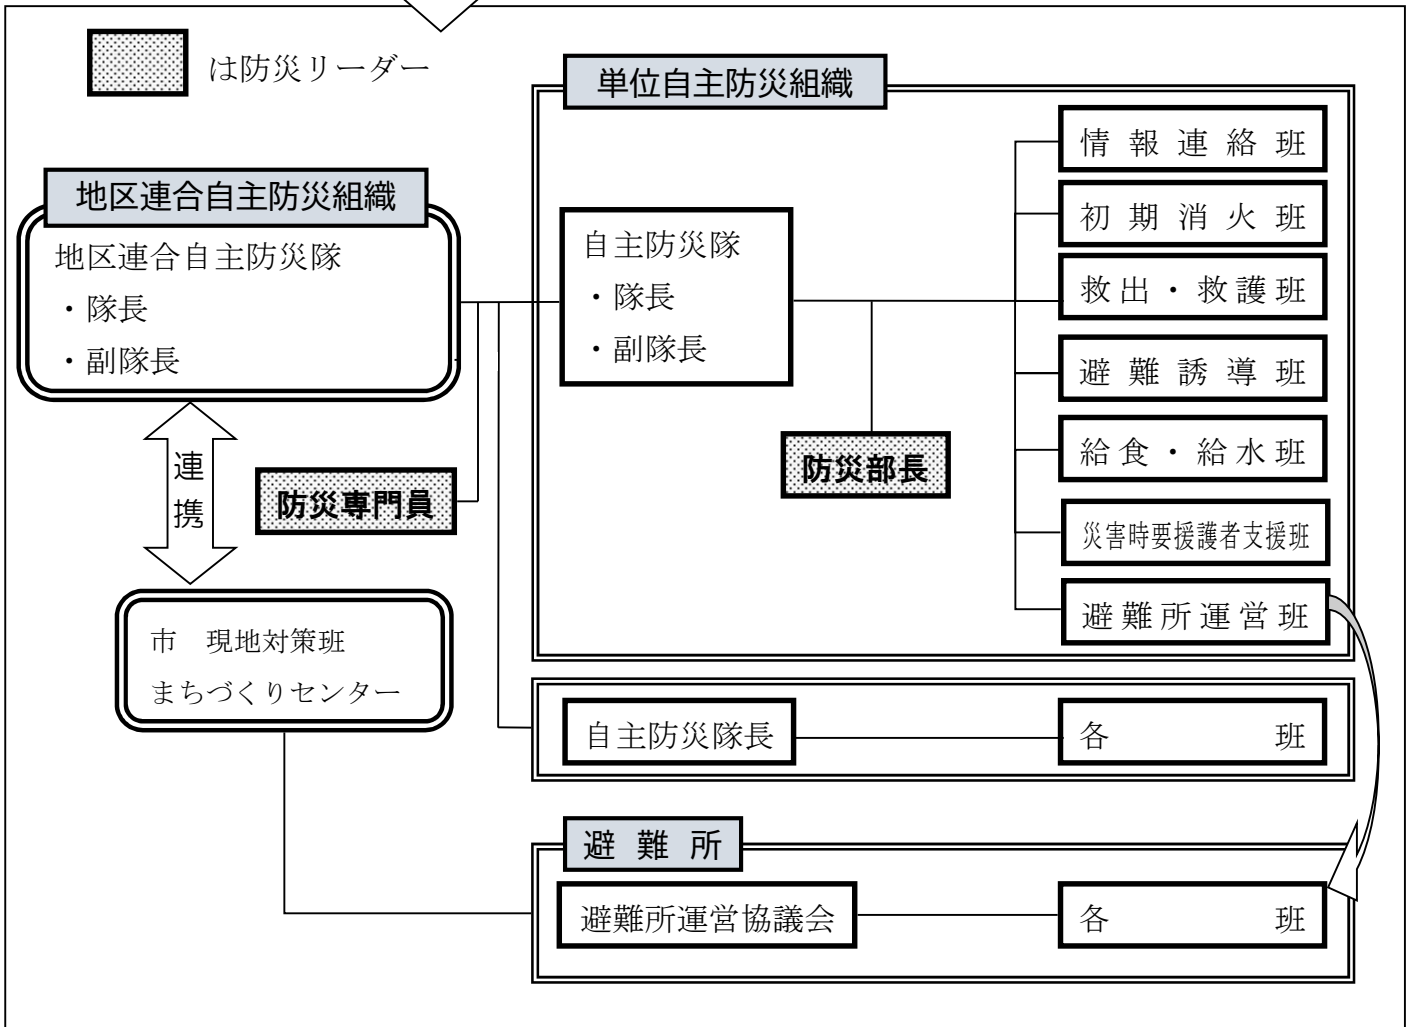 は防災リーダー
単位自主防災組織
地区連合自主防災組織
地区連合自主防災隊
・隊長
・副隊長
自主防災隊
・隊長
・副隊長
情報連絡班
初期消火班
救出・救護班
避難誘導班
給食・給水班
災害時要援護者支援班
避難所運営班
防災部長
防災専門員
連携
市　現地対策班
まちづくりセンター
自主防災隊長
各　班
避難所
避難所運営協議会
各　班